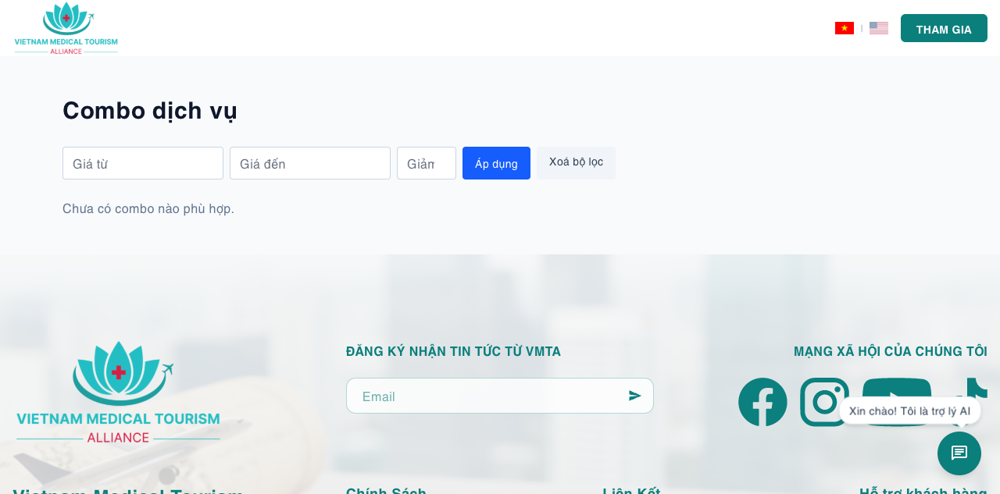 VIETNAM MEDICAL TOURISM
ALLIANCE
THAM GIA
Combo dịch vụ
Giá từ
Giá đến
Giảm
Áp dụng
Xoá bộ lọc
Chưa có combo nào phù hợp.
VIETNAM MEDICAL TOURISM
ALLIANCE
ĐĂNG KÝ NHẬN TIN TỨC TỪ VMTA
Email
MẠNG XÃ HỘI CỦA CHÚNG TÔI
Xin chào! Tôi là trợ lý AI
Vietnam Medical Tourism
Chính Sách
Liên Kết
Hỗ trợ khách hàng